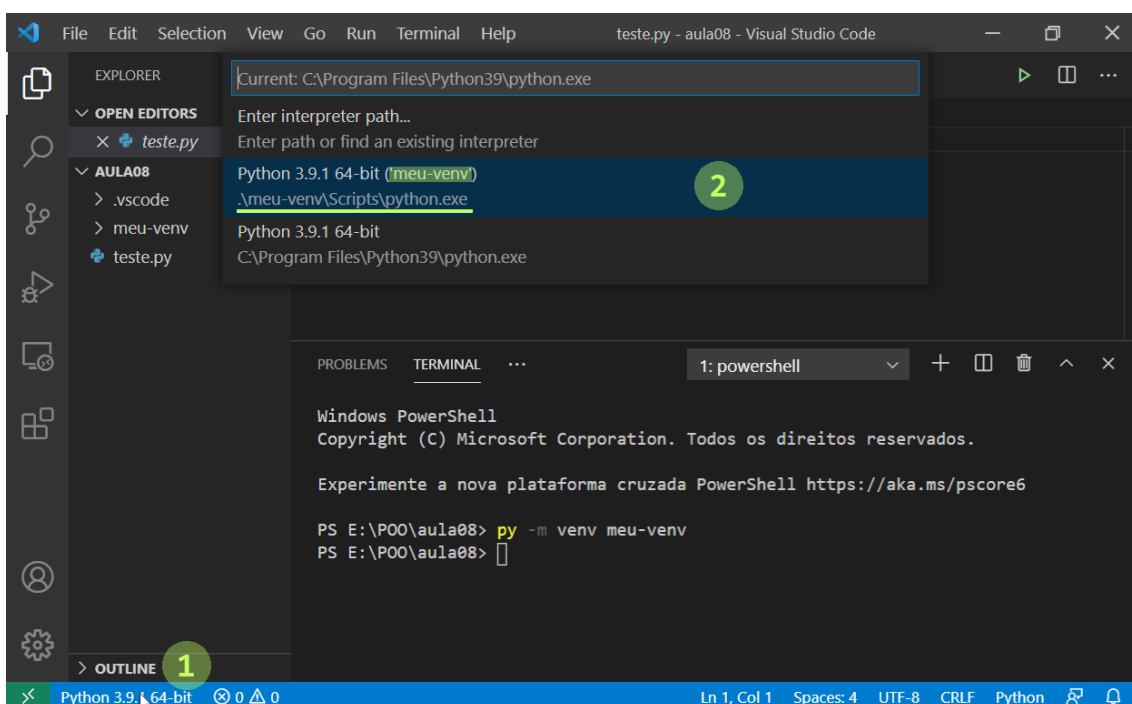 File Edit Selection View Go Run Terminal Help teste.py - aula08 - Visual Studio Code
EXPLORER
OPEN EDITORS
teste.py
AULA08
.vscode
meu-venv
teste.py
OUTLINE
Current: C:\Program Files\Python39\python.exe
Enter interpreter path...
Enter path or find an existing interpreter
Python 3.9.1 64-bit ('meu-venv')
.\meu-venv\Scripts\python.exe
2
Python 3.9.1 64-bit
C:\Program Files\Python39\python.exe
PROBLEMS TERMINAL ··· 1: powershell
Windows PowerShell
Copyright (C) Microsoft Corporation. Todos os direitos reservados.
Experimente a nova plataforma cruzada PowerShell https://aka.ms/pscore6
PS E:\POO\aula08> py -m venv meu-venv
PS E:\POO\aula08>
1
Python 3.9.1 64-bit 0 0 Ln 1, Col 1 Spaces: 4 UTF-8 CRLF Python